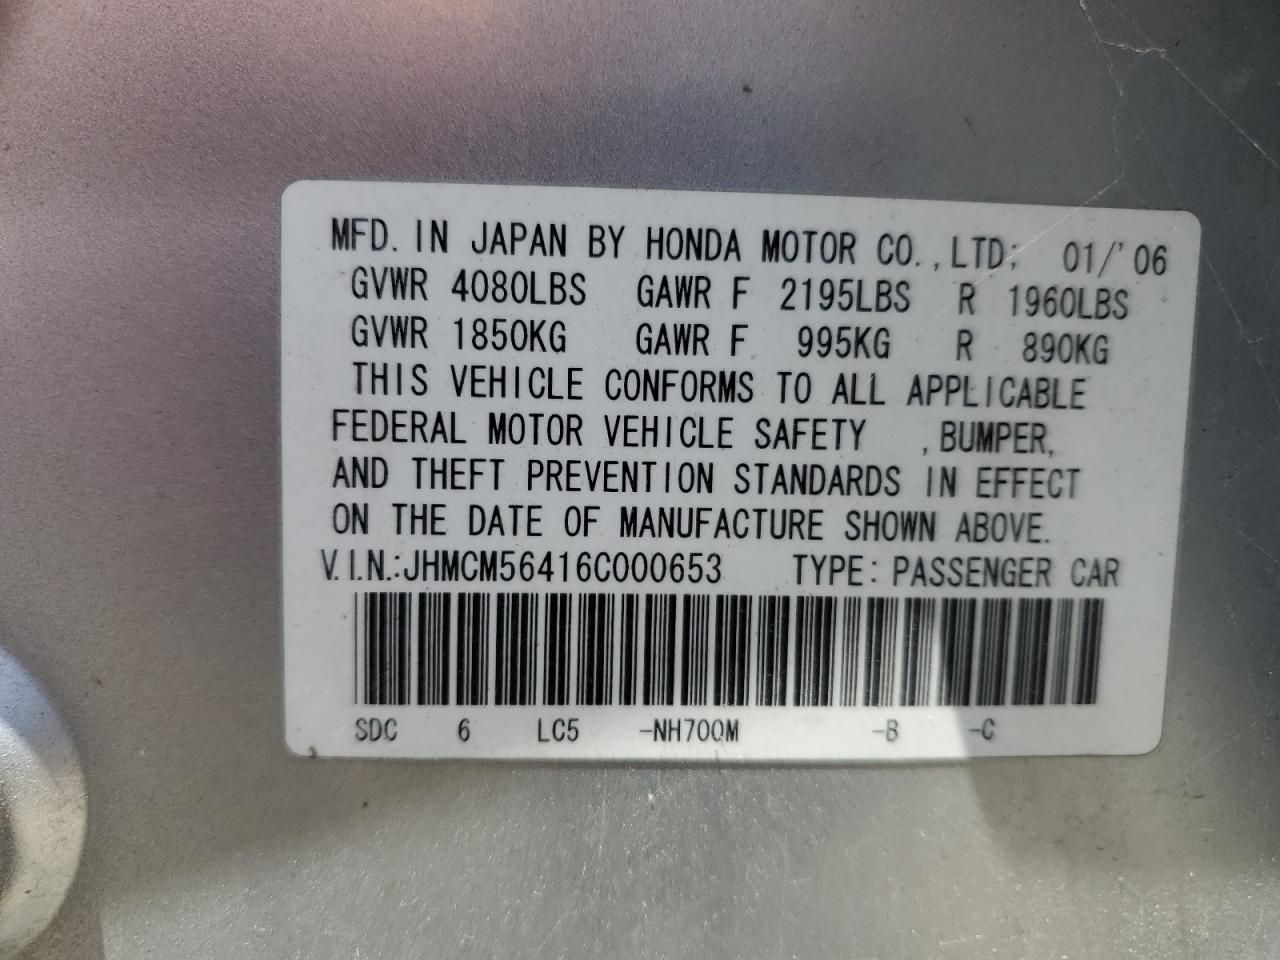 MFD. IN JAPAN BY HONDA MOTOR CO., LTD; 01/'06
GVWR 4080LBS GAWR F 2195LBS R 1960LBS
GVWR 1850KG GAWR F 995KG R 890KG
THIS VEHICLE CONFORMS TO ALL APPLICABLE
FEDERAL MOTOR VEHICLE SAFETY , BUMPER,
AND THEFT PREVENTION STANDARDS IN EFFECT
ON THE DATE OF MANUFACTURE SHOWN ABOVE.
V.I.N.:JHMCM56416C000653 TYPE: PASSENGER CAR
SDC 6 LC5 -NH700M -B -C